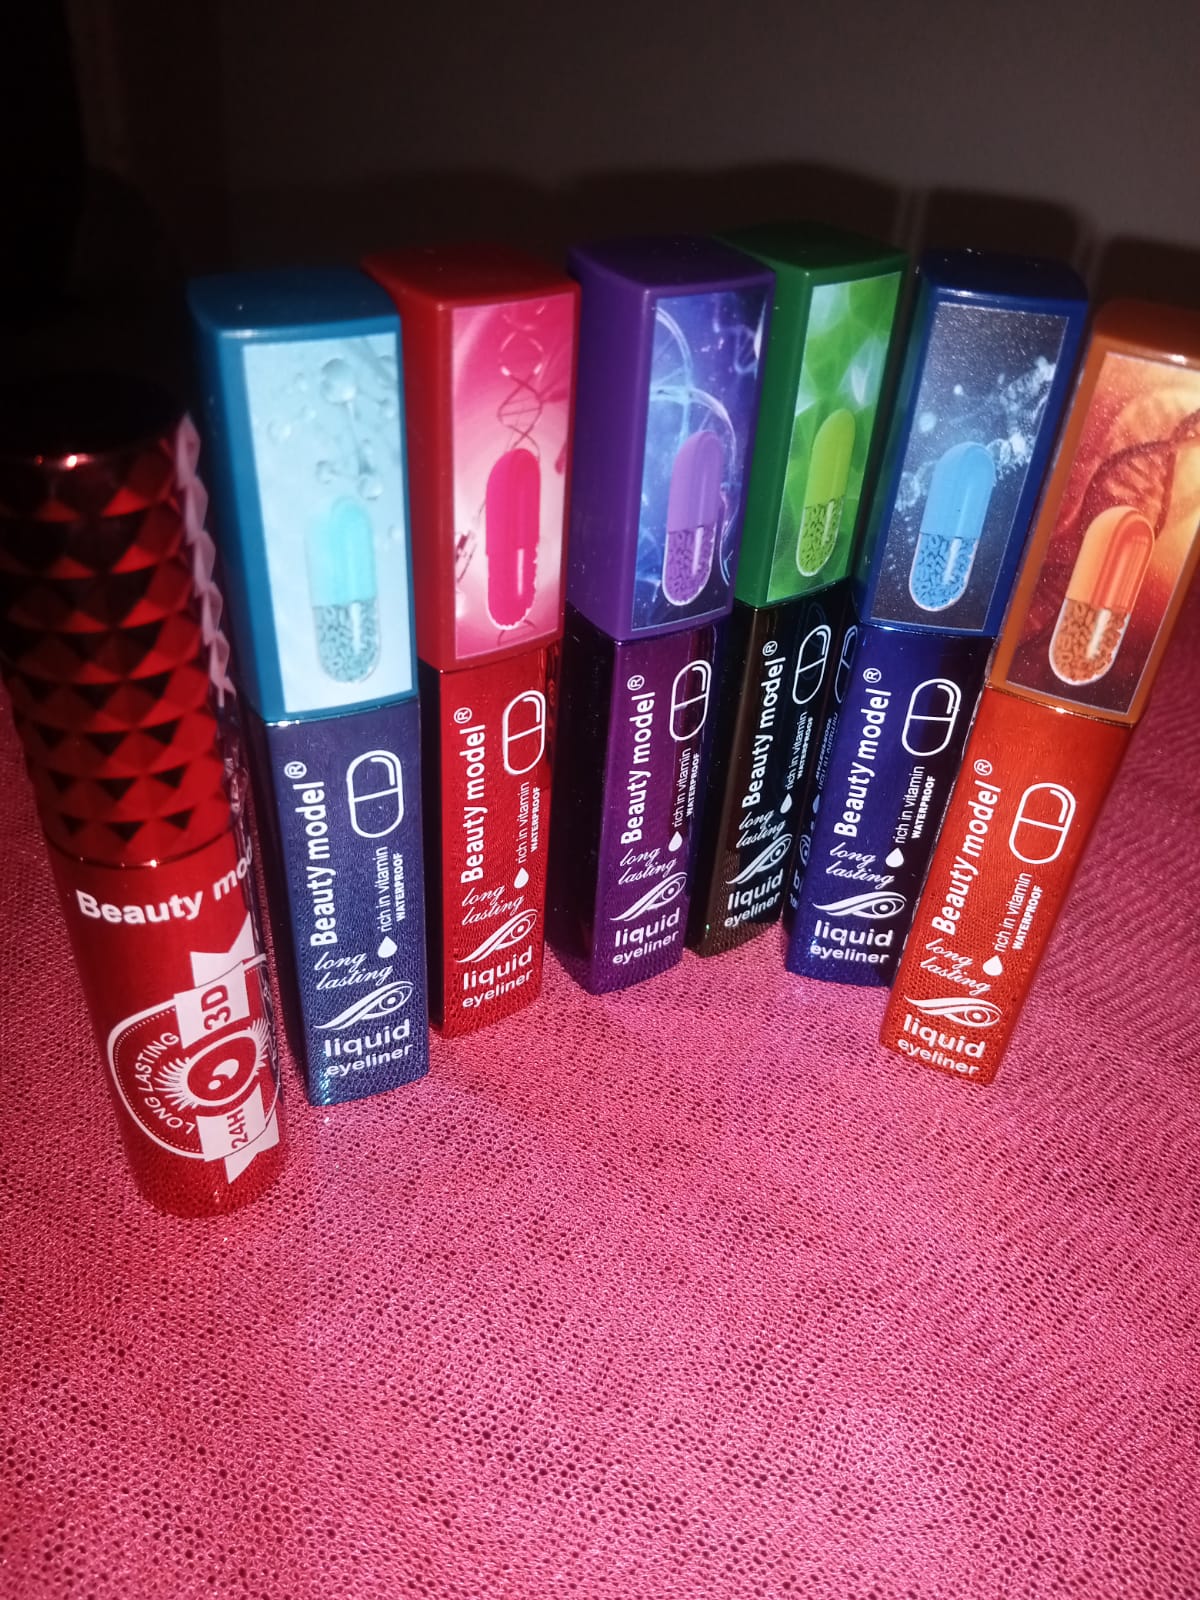 Beauty mo
LONG LASTING
24H
3D
Beauty model®
rich in vitamin
WATERPROOF
long
lasting
liquid
eyeliner
Beauty model®
rich in vitamin
WATERPROOF
long
lasting
liquid
eyeliner
Beauty model®
rich in vitamin
WATERPROOF
long
lasting
liquid
eyeliner
Beauty model®
rich in vitamin
WATERPROOF
long
lasting
liquid
eyeliner
Beauty model®
rich in vitamin
WATERPROOF
long
lasting
liquid
eyeliner
Beauty model®
rich in vitamin
WATERPROOF
long
lasting
liquid
eyeliner